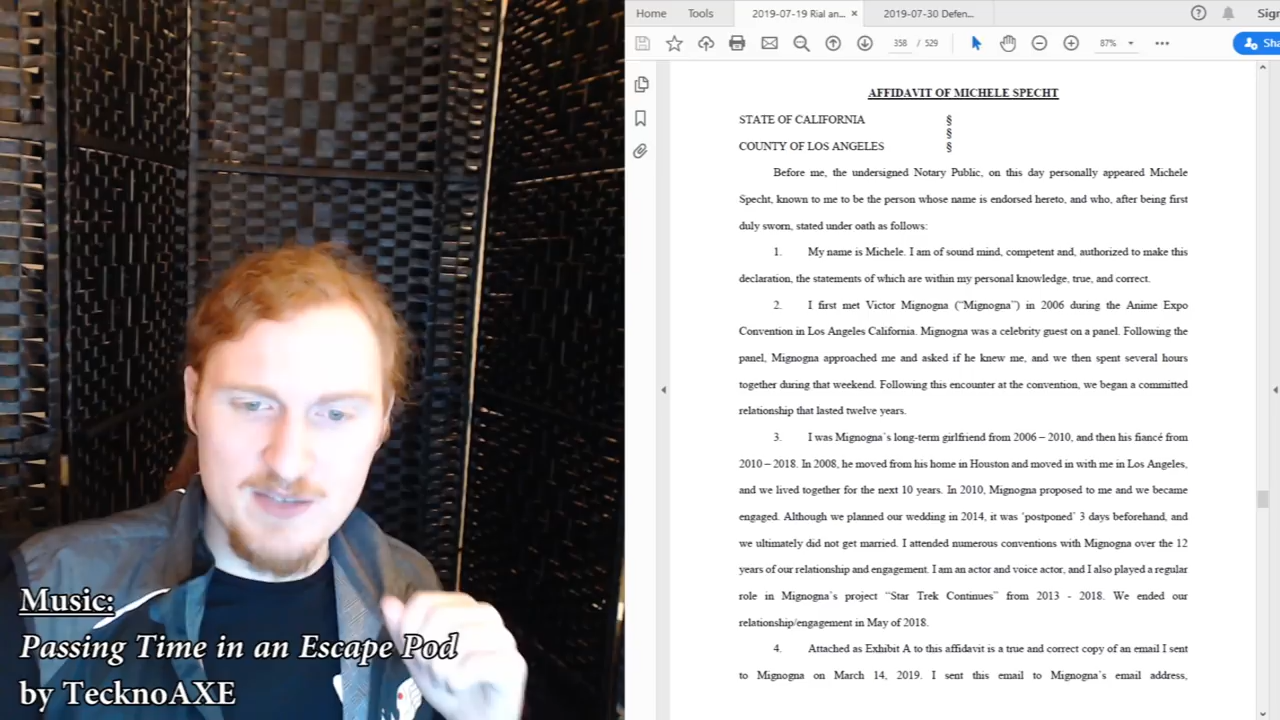 Home
Tools
2019-07-19 Rial an...
2019-07-30 Defen...
Sign
358 / 529
87%
Sha
AFFIDAVIT OF MICHELE SPECHT
STATE OF CALIFORNIA §
§
COUNTY OF LOS ANGELES §
Before me, the undersigned Notary Public, on this day personally appeared Michele
Specht, known to me to be the person whose name is endorsed hereto, and who, after being first
duly sworn, stated under oath as follows:
1. My name is Michele. I am of sound mind, competent and, authorized to make this
declaration, the statements of which are within my personal knowledge, true, and correct.
2. I first met Victor Mignogna (“Mignogna”) in 2006 during the Anime Expo
Convention in Los Angeles California. Mignogna was a celebrity guest on a panel. Following the
panel, Mignogna approached me and asked if he knew me, and we then spent several hours
together during that weekend. Following this encounter at the convention, we began a committed
relationship that lasted twelve years.
3. I was Mignogna’s long-term girlfriend from 2006 – 2010, and then his fiancé from
2010 – 2018. In 2008, he moved from his home in Houston and moved in with me in Los Angeles,
and we lived together for the next 10 years. In 2010, Mignogna proposed to me and we became
engaged. Although we planned our wedding in 2014, it was ‘postponed’ 3 days beforehand, and
we ultimately did not get married. I attended numerous conventions with Mignogna over the 12
years of our relationship and engagement. I am an actor and voice actor, and I also played a regular
role in Mignogna’s project “Star Trek Continues” from 2013 - 2018. We ended our
relationship/engagement in May of 2018.
4. Attached as Exhibit A to this affidavit is a true and correct copy of an email I sent
to Mignogna on March 14, 2019. I sent this email to Mignogna’s email address,
Music:
Passing Time in an Escape Pod
by TecknoAXE